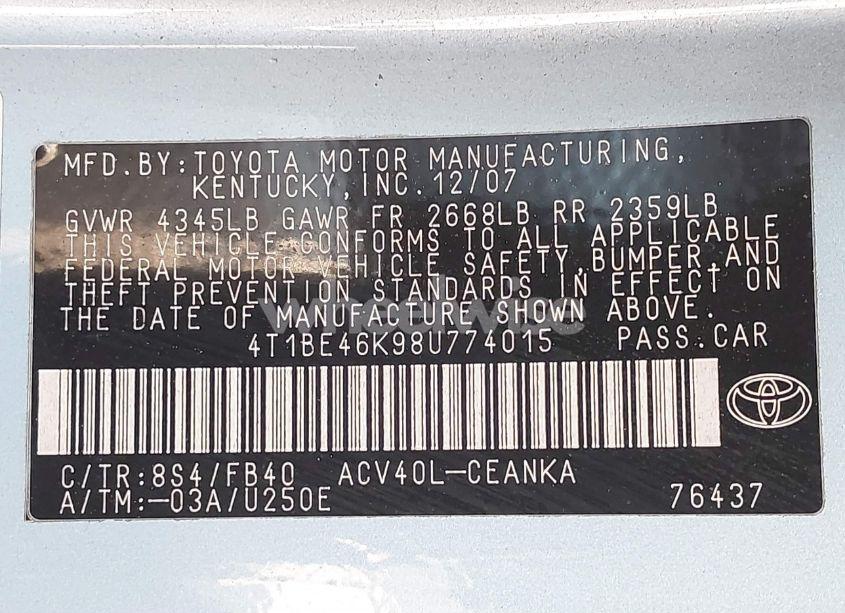 MFD.BY:TOYOTA MOTOR MANUFACTURING,
KENTUCKY,INC.12/07
GVWR 4345LB GAWR FR 2668LB RR 2359LB
THIS VEHICLE CONFORMS TO ALL APPLICABLE
FEDERAL MOTOR VEHICLE SAFETY,BUMPER,AND
THEFT PREVENTION STANDARDS IN EFFECT ON
THE DATE OF MANUFACTURE SHOWN ABOVE.
wheelwise
4T1BE46K98U774015 PASS.CAR
C/TR:8S4/FB40 ACV40L-CEANKA
A/TM:-03A/U250E 76437